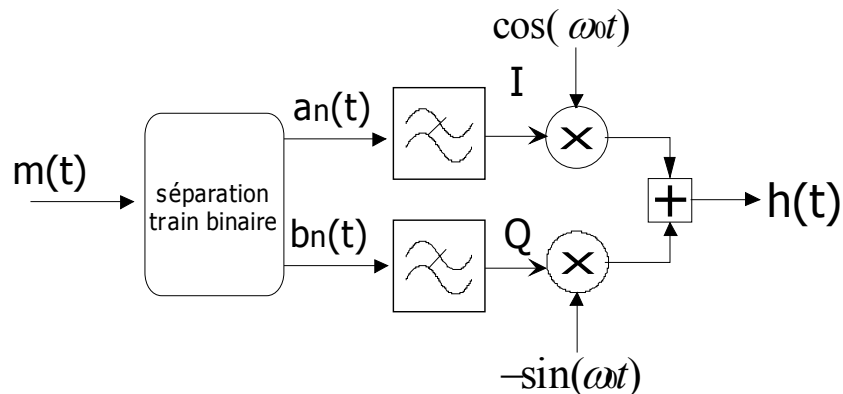 cos( ω0t)
I
an(t)
m(t)
séparation
train binaire
×
+
h(t)
bn(t)
Q
×
–sin(ω0t)